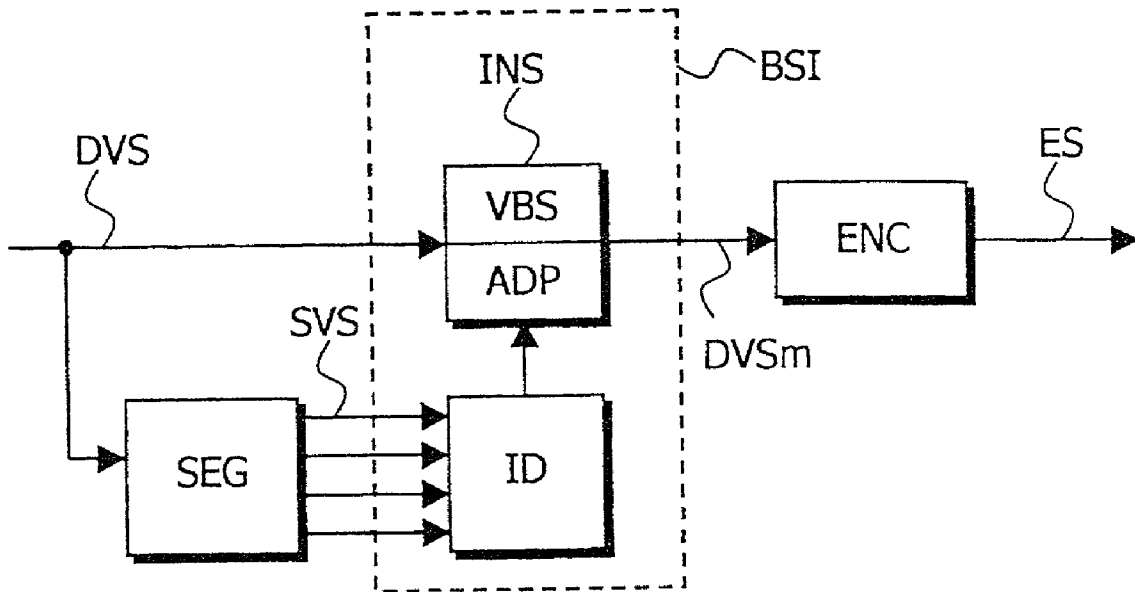 INS
BSI
DVS
ES
VBS
ADP
ENC
SVS
DVSm
SEG
ID